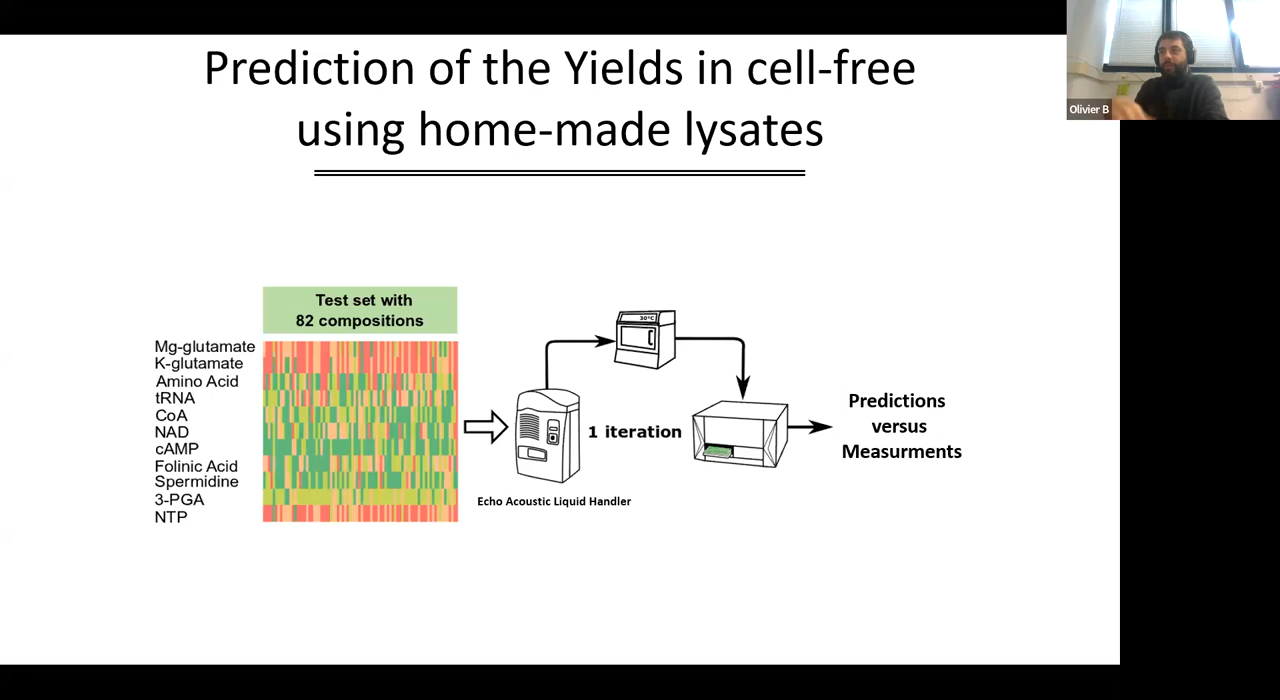 Prediction of the Yields in cell-free
using home-made lysates
Olivier B
Test set with
82 compositions
Mg-glutamate
K-glutamate
Amino Acid
tRNA
CoA
NAD
cAMP
Folinic Acid
Spermidine
3-PGA
NTP
30°C
1 iteration
Echo Acoustic Liquid Handler
Predictions
versus
Measurments